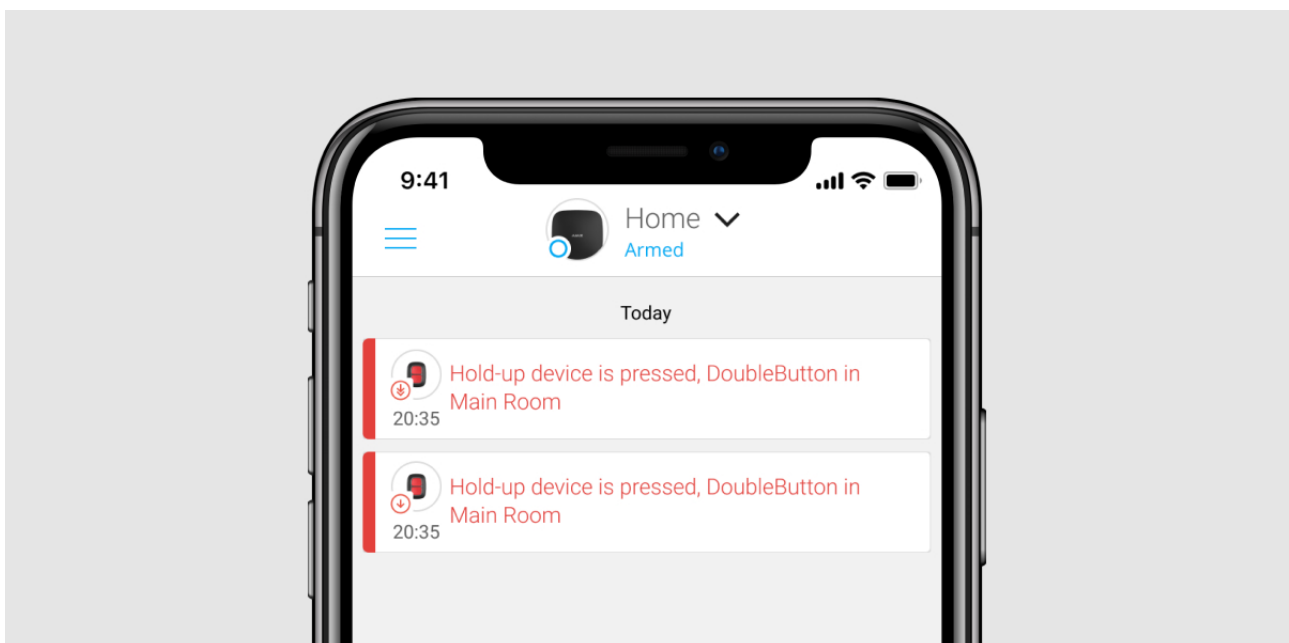 9:41
Home
Armed
Today
Hold-up device is pressed, DoubleButton in
Main Room
20:35
Hold-up device is pressed, DoubleButton in
Main Room
20:35